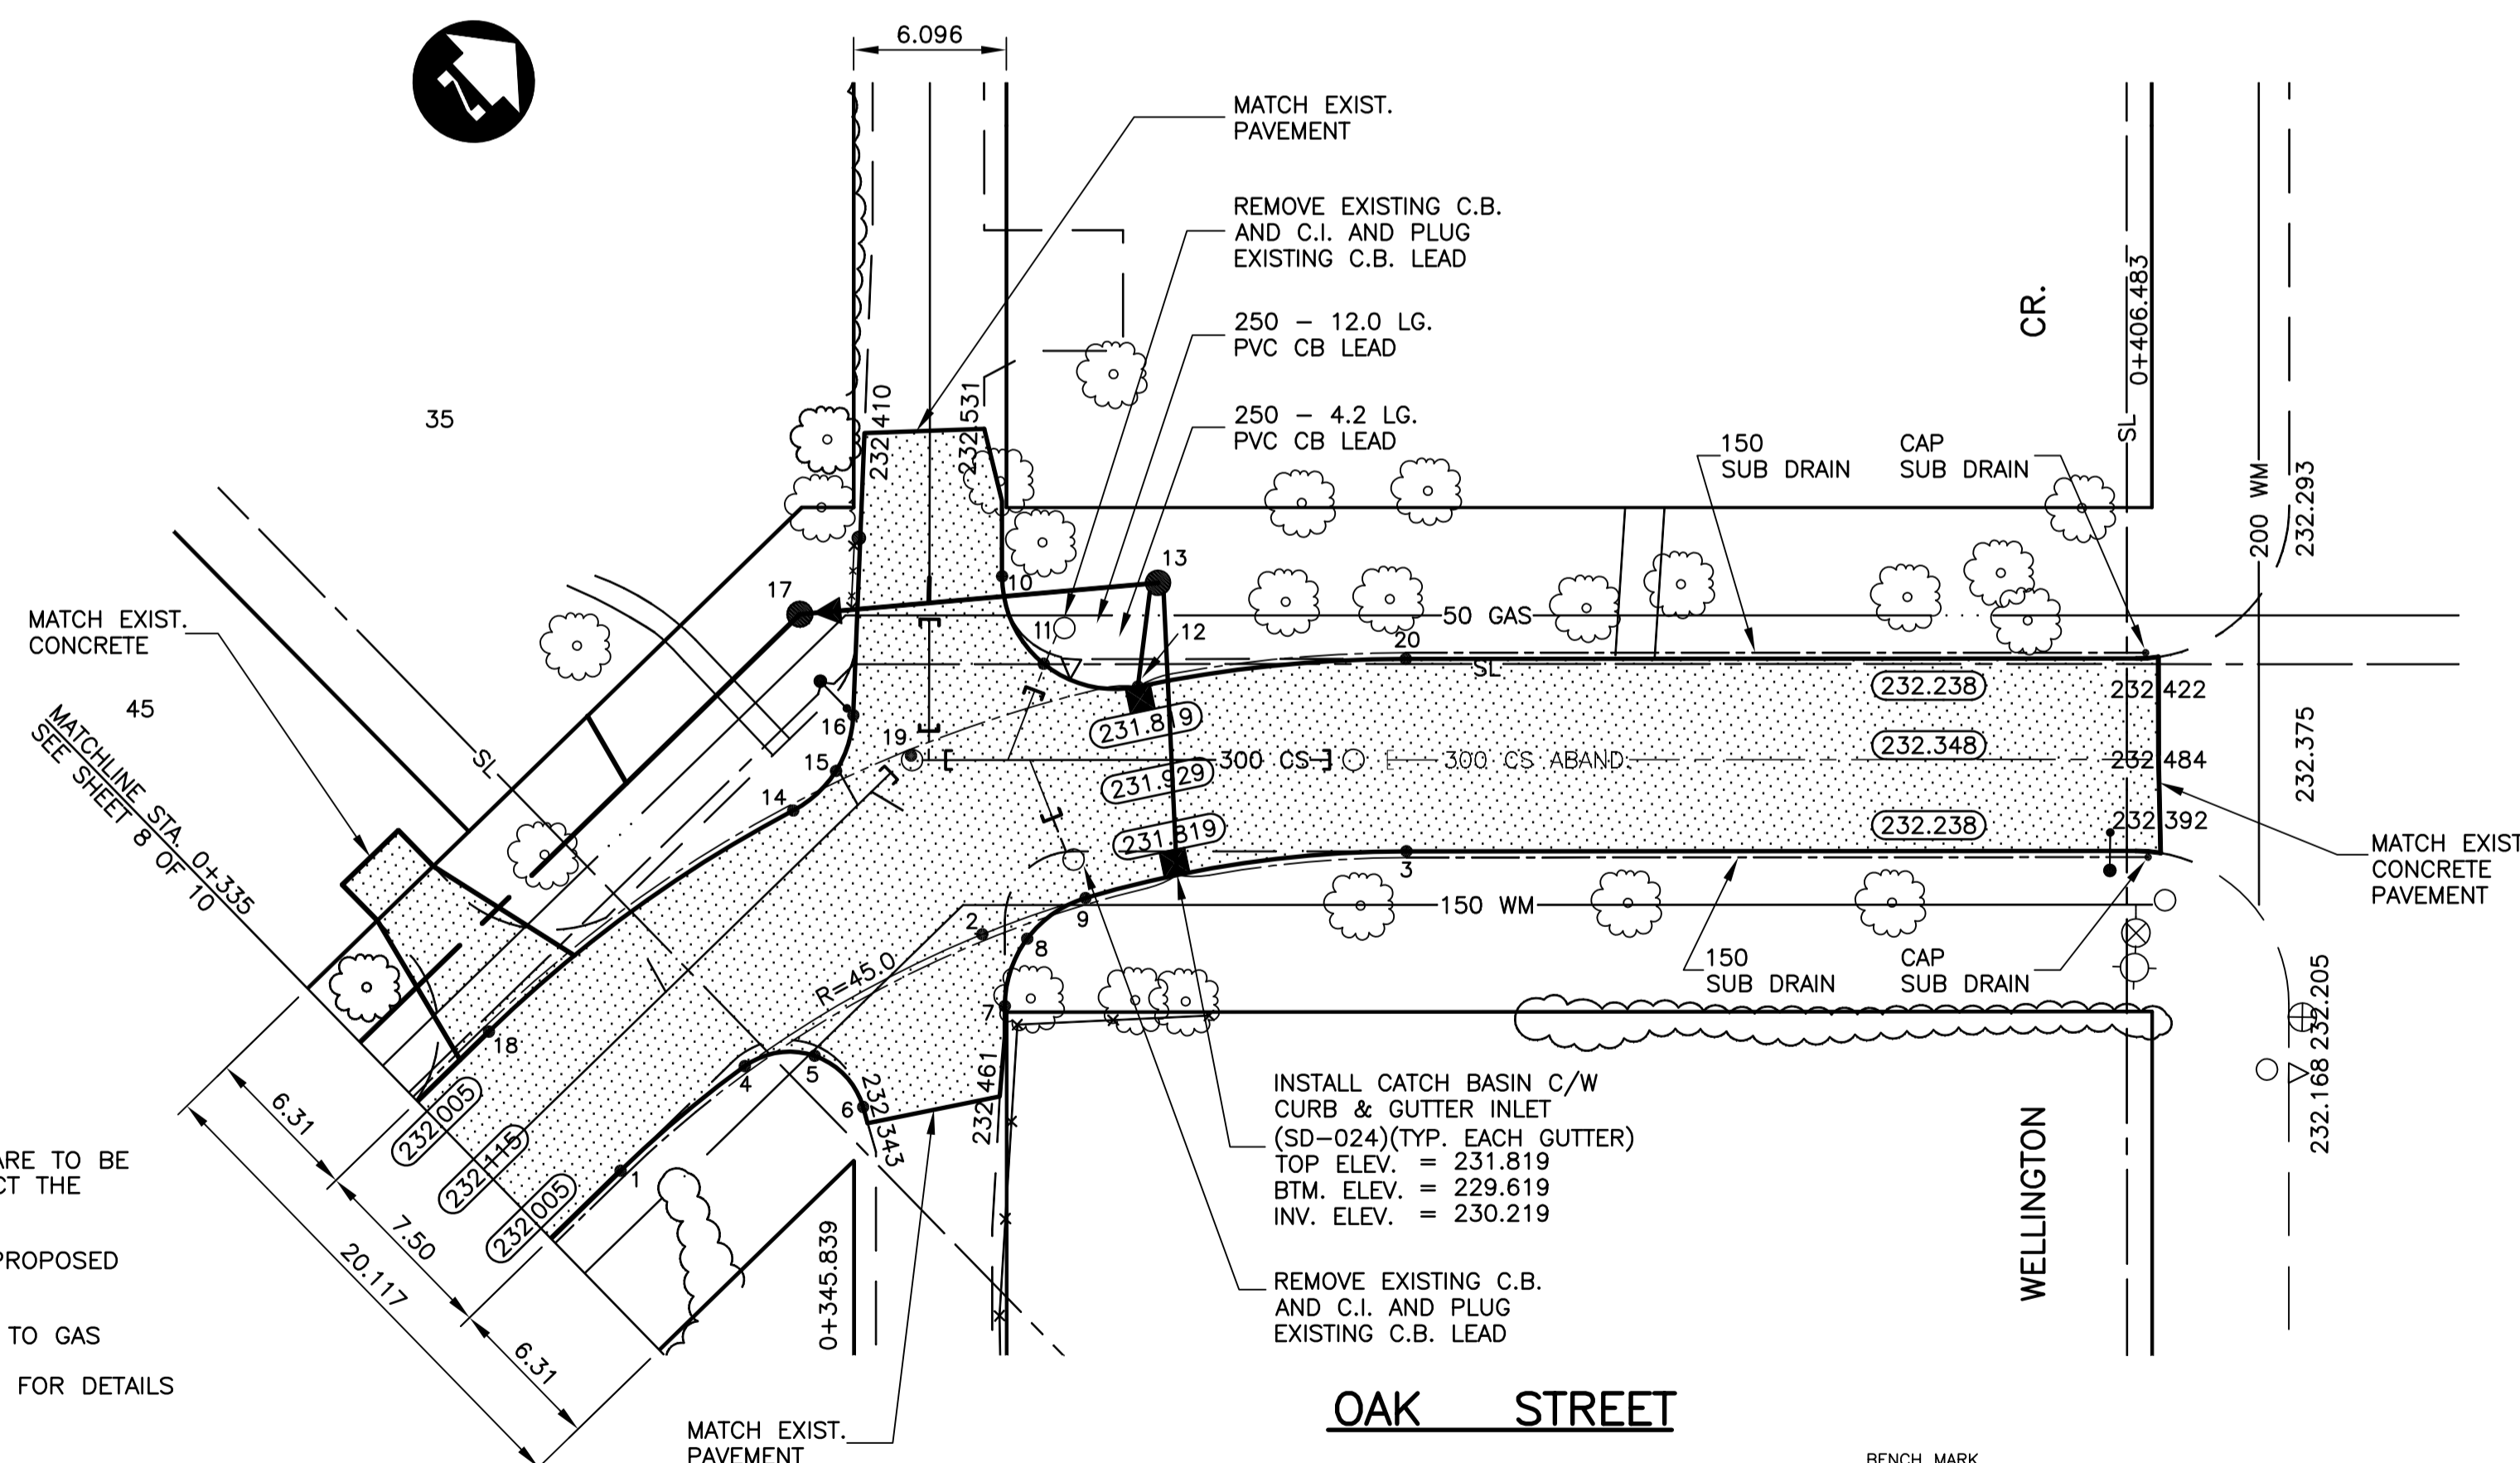 6.096
MATCH EXIST.
PAVEMENT
REMOVE EXISTING C.B.
AND C.I. AND PLUG
EXISTING C.B. LEAD
250 - 12.0 LG.
PVC CB LEAD
250 - 4.2 LG.
PVC CB LEAD
CR.
0+406.483
SL
200 WM
232.293
35
232.410
232.531
150
SUB DRAIN
CAP
SUB DRAIN
MATCH EXIST.
CONCRETE
45
MATCHLINE STA. 0+335
SEE SHEET 8 OF 10
SL
17
13
10
11
12
50 GAS
20
SL
16
19
15
14
231.819
231.929
231.819
300 CS
300 CS ABAND.
232.238
232.348
232.238
232.422
232.484
232.392
232.375
MATCH EXIST
CONCRETE
PAVEMENT
3
9
2
8
7
150 WM
R=45.0
150
SUB DRAIN
CAP
SUB DRAIN
18
4
5
6
1
232.461
232.343
232.005
232.115
232.005
6.31
7.50
20.117
6.31
232.168 232.205
INSTALL CATCH BASIN C/W
CURB & GUTTER INLET
(SD-024)(TYP. EACH GUTTER)
TOP ELEV. = 231.819
BTM. ELEV. = 229.619
INV. ELEV. = 230.219
ARE TO BE
CT THE
PROPOSED
TO GAS
FOR DETAILS
0+345.839
WELLINGTON
REMOVE EXISTING C.B.
AND C.I. AND PLUG
EXISTING C.B. LEAD
MATCH EXIST.
PAVEMENT
OAK STREET
BENCH MARK